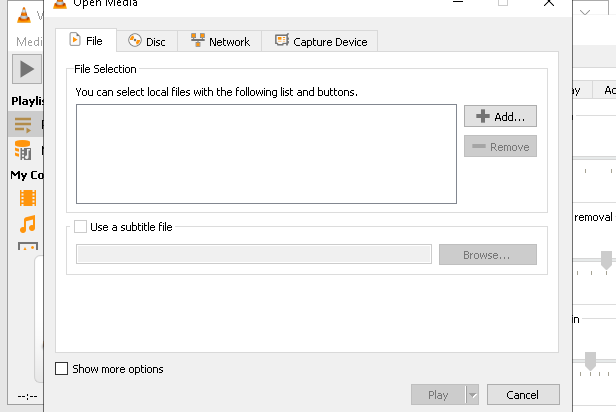 Open Media
Medi
File
Disc
Network
Capture Device
File Selection
You can select local files with the following list and buttons.
Add...
Remove
Use a subtitle file
Browse...
Show more options
Play
Cancel
Playlis
My Co
--:--
ay
Ac
removal
in